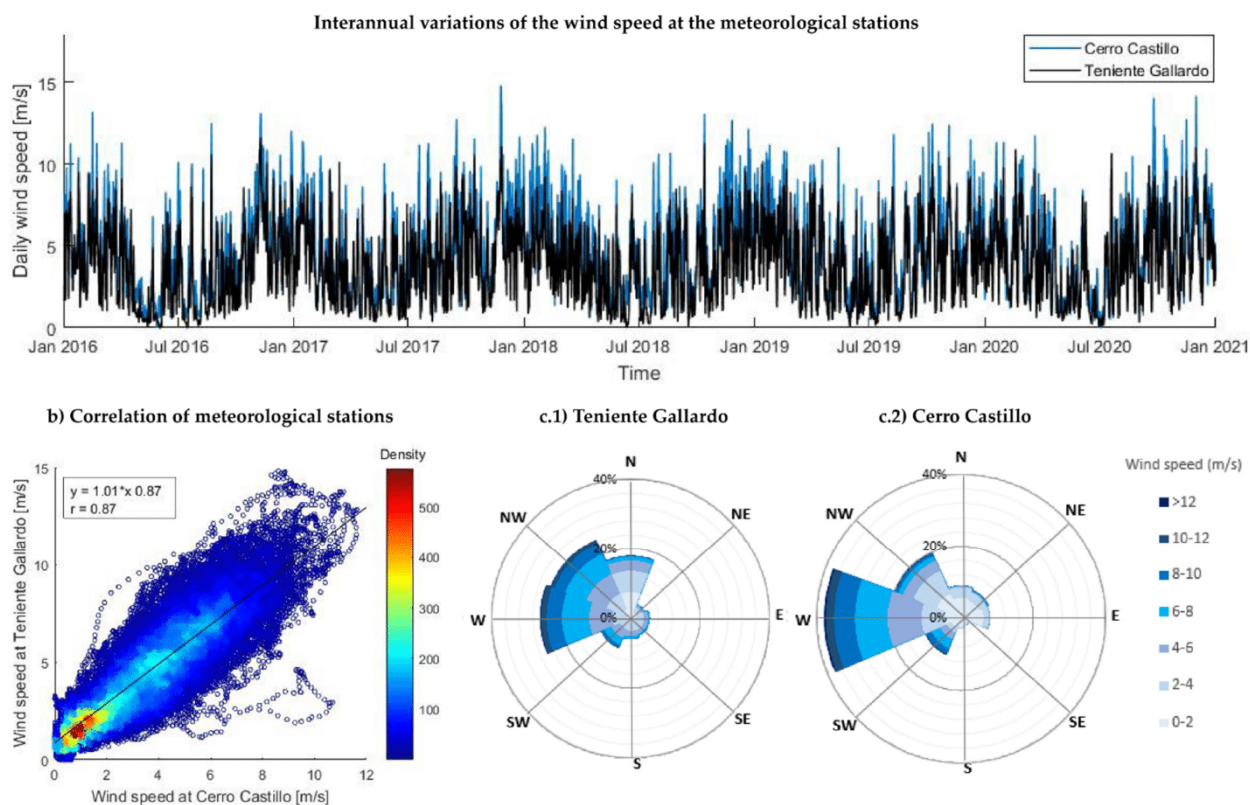 Interannual variations of the wind speed at the meteorological stations
Cerro Castillo
Teniente Gallardo
Daily wind speed [m/s]
15
10
5
0
Jan 2016
Jul 2016
Jan 2017
Jul 2017
Jan 2018
Jul 2018
Jan 2019
Jul 2019
Jan 2020
Jul 2020
Jan 2021
Time
b) Correlation of meteorological stations
Wind speed at Teniente Gallardo [m/s]
15
10
5
0
y = 1.01*x 0.87
r = 0.87
0
2
4
6
8
10
12
Wind speed at Cerro Castillo [m/s]
Density
500
400
300
200
100
c.1) Teniente Gallardo
N
40%
NW
NE
20%
W
0%
E
SW
SE
S
c.2) Cerro Castillo
N
40%
NW
NE
20%
W
0%
E
SW
SE
S
Wind speed (m/s)
>12
10-12
8-10
6-8
4-6
2-4
0-2